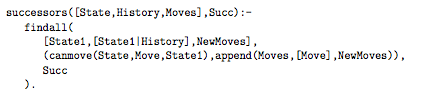 successors([State,History,Moves],Succ):-
findall(
[State1,[State1|History],NewMoves],
(canmove(State,Move,State1),append(Moves,[Move],NewMoves)),
Succ
).